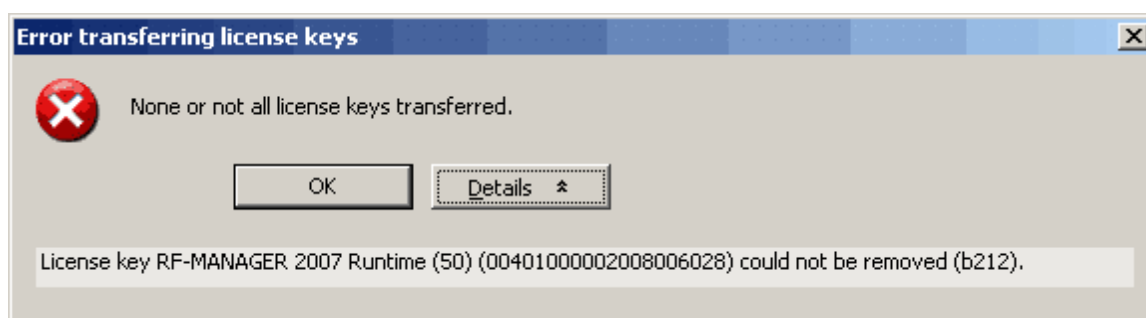 Error transferring license keys
None or not all license keys transferred.
OK
Details
License key RF-MANAGER 2007 Runtime (50) (00401000002008006028) could not be removed (b212).